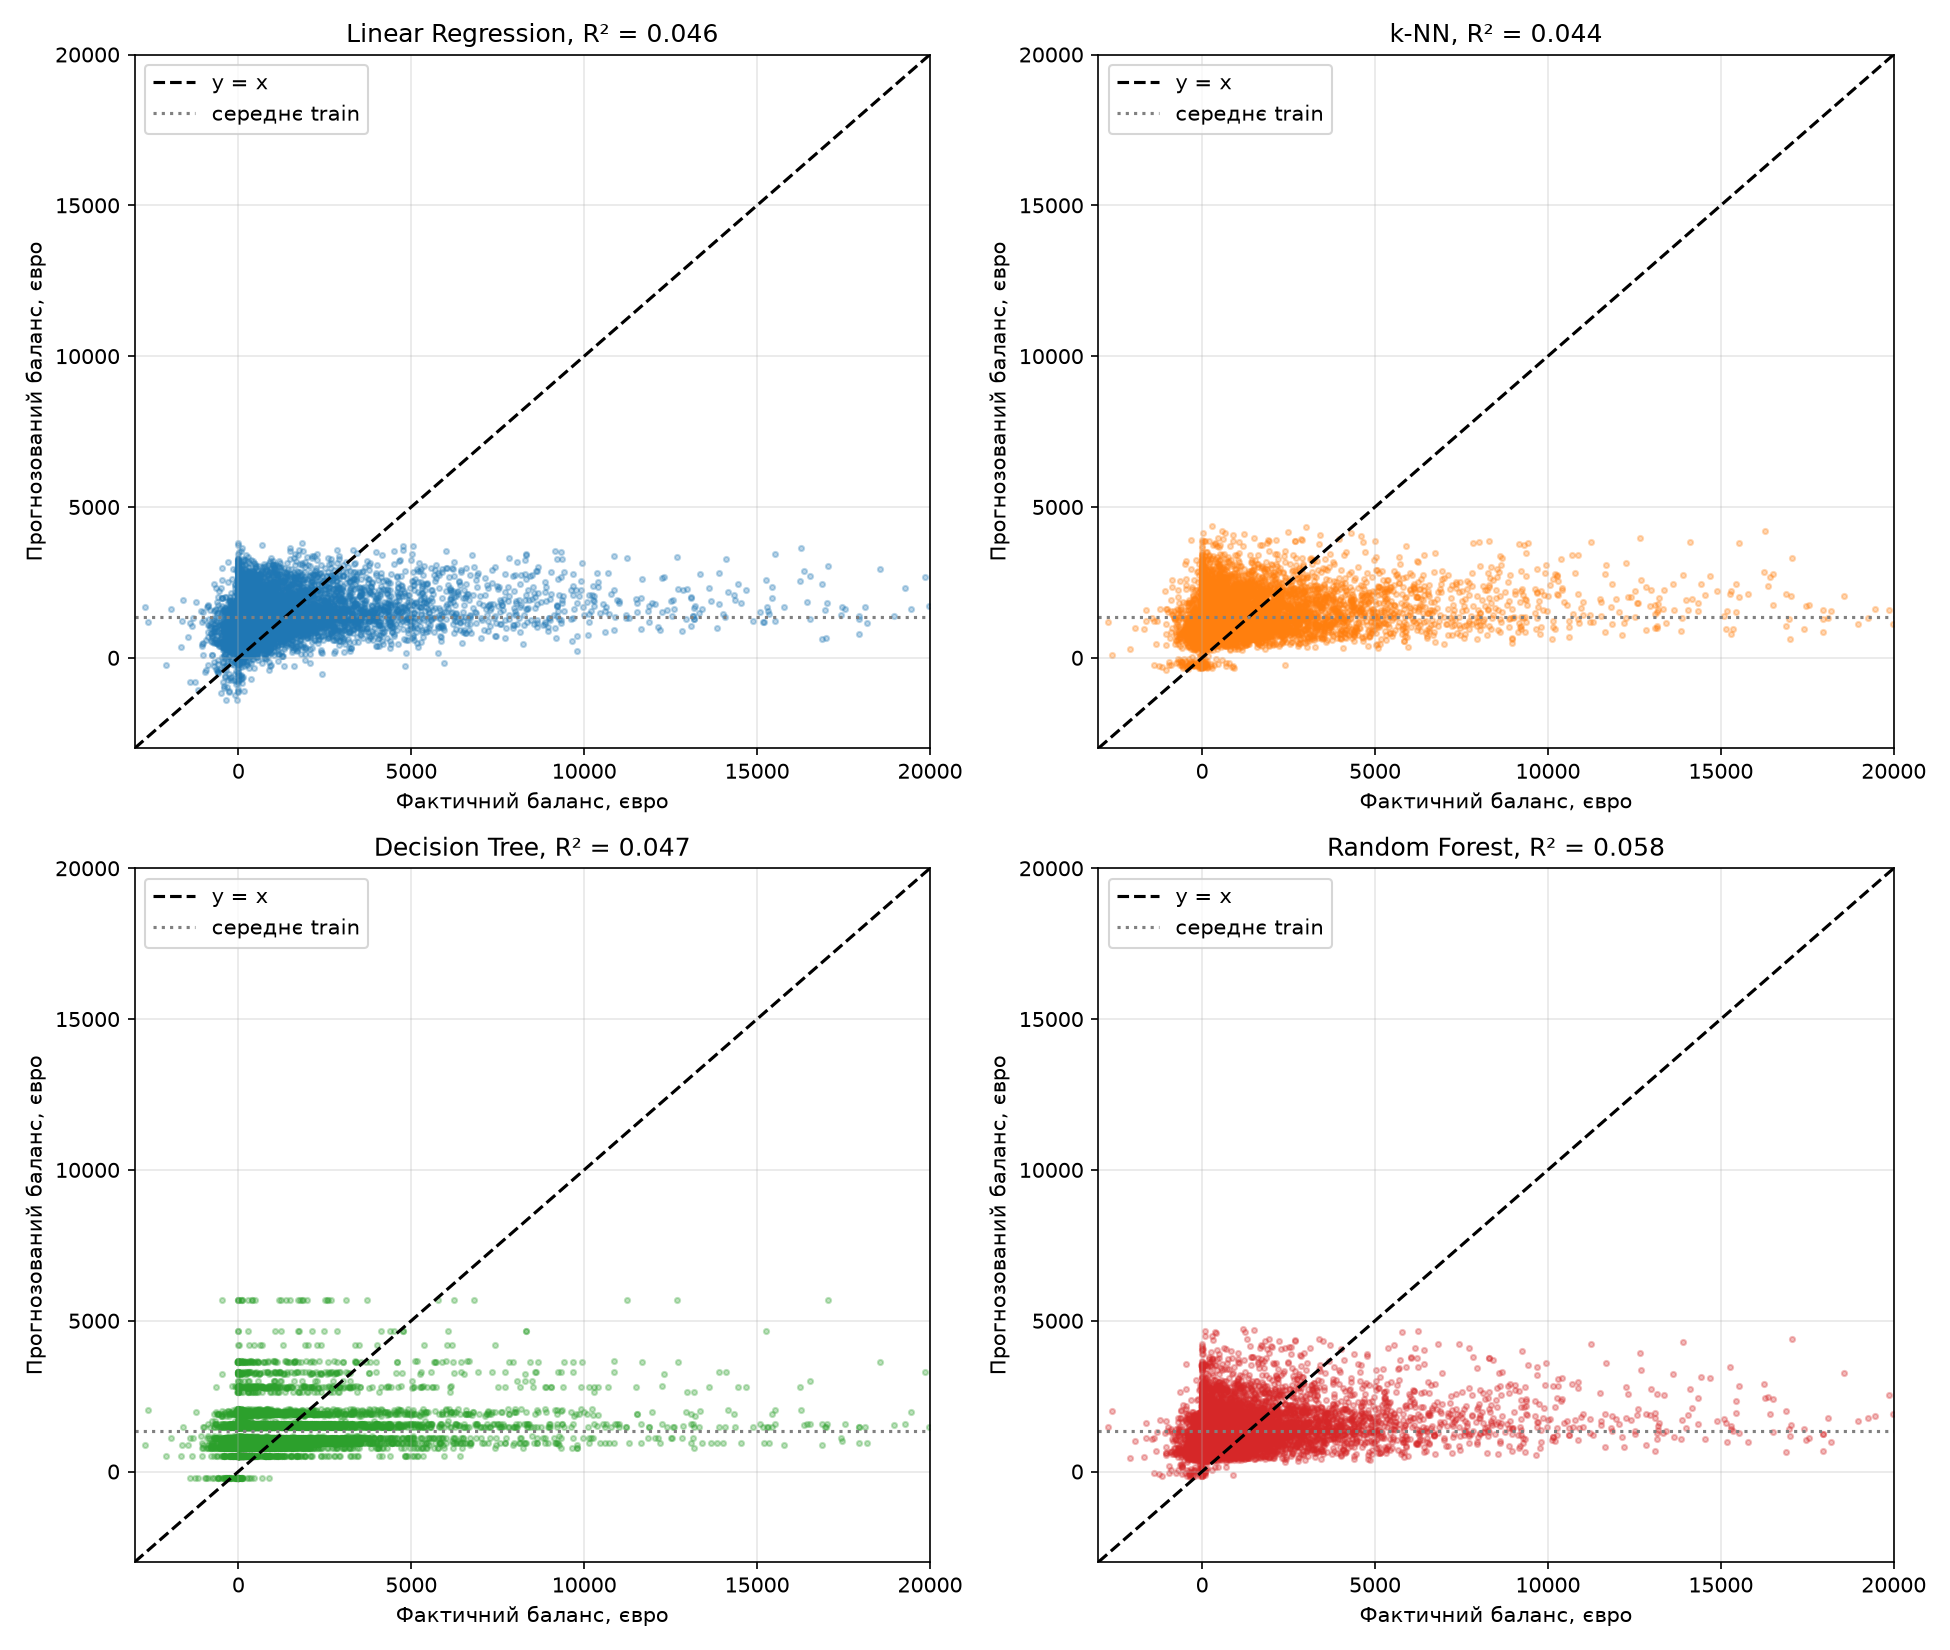 Linear Regression, R² = 0.046
y = x
середнє train
20000
15000
10000
5000
0
Прогнозований баланс, євро
0
5000
10000
15000
20000
Фактичний баланс, євро
k-NN, R² = 0.044
y = x
середнє train
20000
15000
10000
5000
0
Прогнозований баланс, євро
0
5000
10000
15000
20000
Фактичний баланс, євро
Decision Tree, R² = 0.047
y = x
середнє train
20000
15000
10000
5000
0
Прогнозований баланс, євро
0
5000
10000
15000
20000
Фактичний баланс, євро
Random Forest, R² = 0.058
y = x
середнє train
20000
15000
10000
5000
0
Прогнозований баланс, євро
0
5000
10000
15000
20000
Фактичний баланс, євро